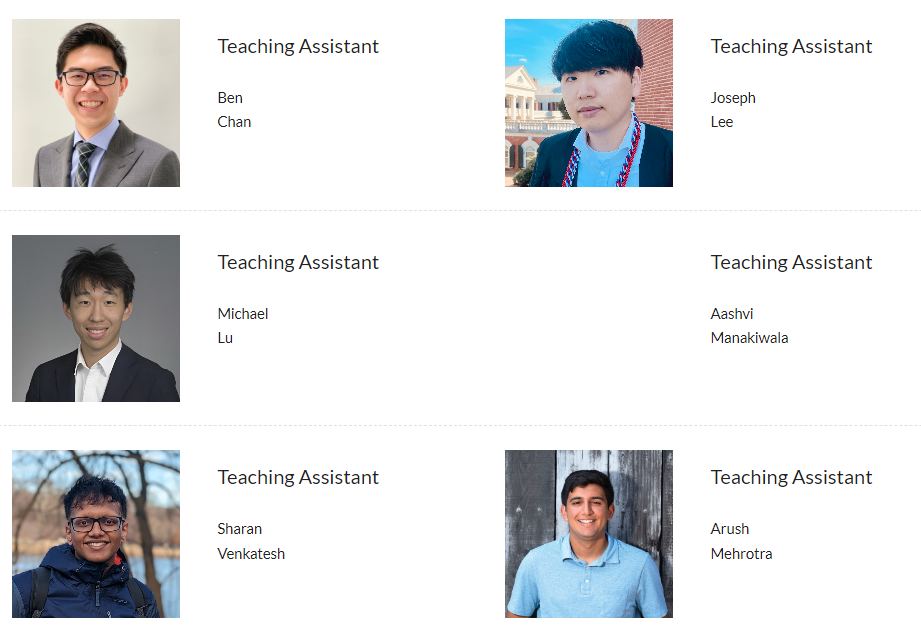 Teaching Assistant
Ben
Chan
Teaching Assistant
Joseph
Lee
Teaching Assistant
Michael
Lu
Teaching Assistant
Aashvi
Manakiwala
Teaching Assistant
Sharan
Venkatesh
Teaching Assistant
Arush
Mehrotra